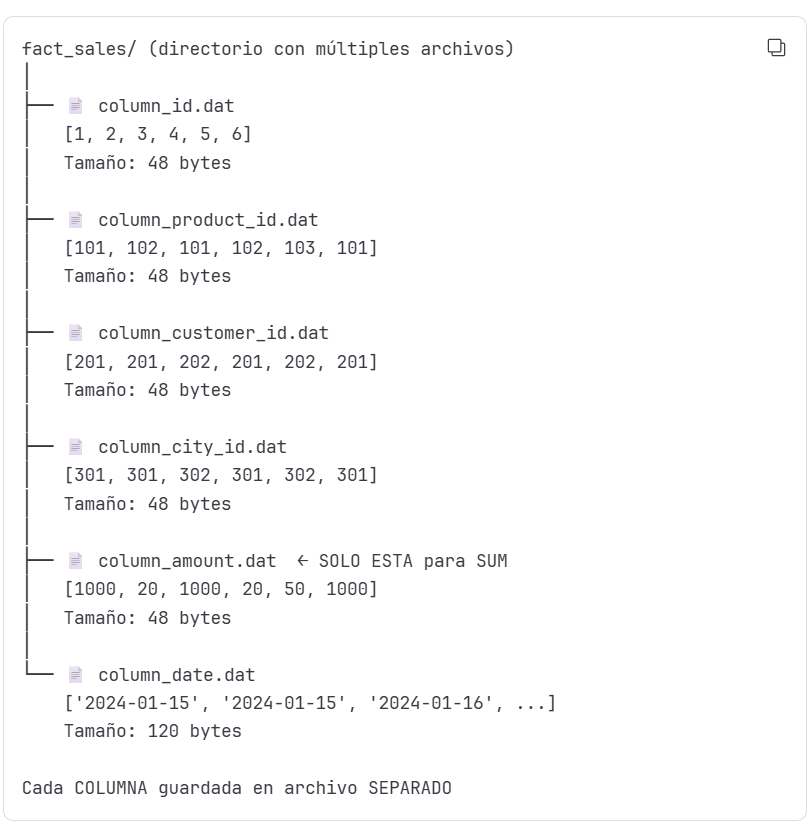 fact_sales/ (directorio con múltiples archivos)
│
├── 📄 column_id.dat
│   [1, 2, 3, 4, 5, 6]
│   Tamaño: 48 bytes
│
├── 📄 column_product_id.dat
│   [101, 102, 101, 102, 103, 101]
│   Tamaño: 48 bytes
│
├── 📄 column_customer_id.dat
│   [201, 201, 202, 201, 202, 201]
│   Tamaño: 48 bytes
│
├── 📄 column_city_id.dat
│   [301, 301, 302, 301, 302, 301]
│   Tamaño: 48 bytes
│
├── 📄 column_amount.dat  ← SOLO ESTA para SUM
│   [1000, 20, 1000, 20, 50, 1000]
│   Tamaño: 48 bytes
│
└── 📄 column_date.dat
    ['2024-01-15', '2024-01-15', '2024-01-16', ...]
    Tamaño: 120 bytes

Cada COLUMNA guardada en archivo SEPARADO